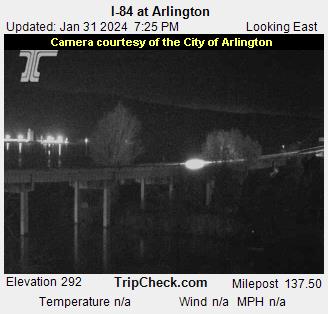 I-84 at Arlington
Updated: Jan 31 2024 7:25 PM Looking East
Camera courtesy of the City of Arlington
Elevation 292 TripCheck.com Milepost 137.50
Temperature n/a Wind n/a MPH n/a